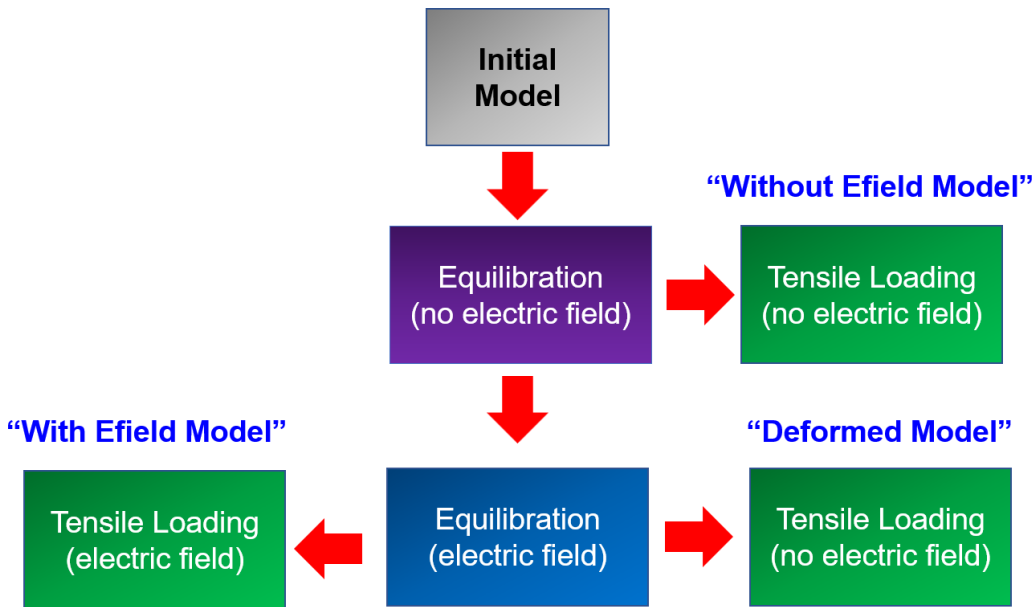 Initial
Model
“Without Efield Model”
Equilibration
(no electric field)
Tensile Loading
(no electric field)
“With Efield Model”
“Deformed Model”
Tensile Loading
(electric field)
Equilibration
(electric field)
Tensile Loading
(no electric field)